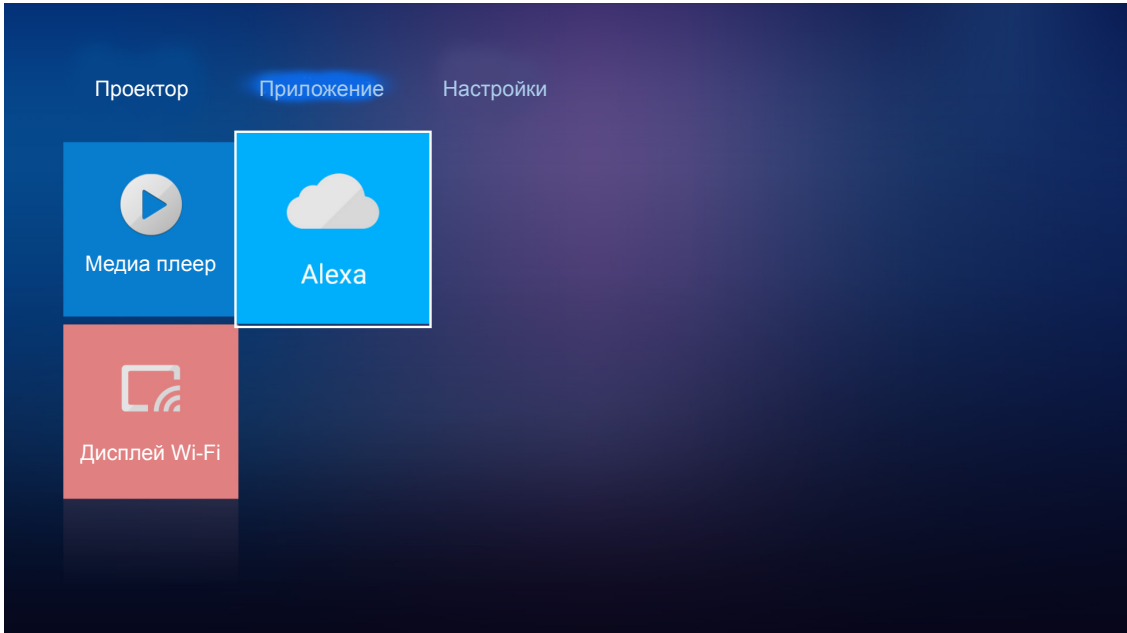 Проектор
Приложение
Настройки
Медиа плеер
Alexa
Дисплей Wi-Fi